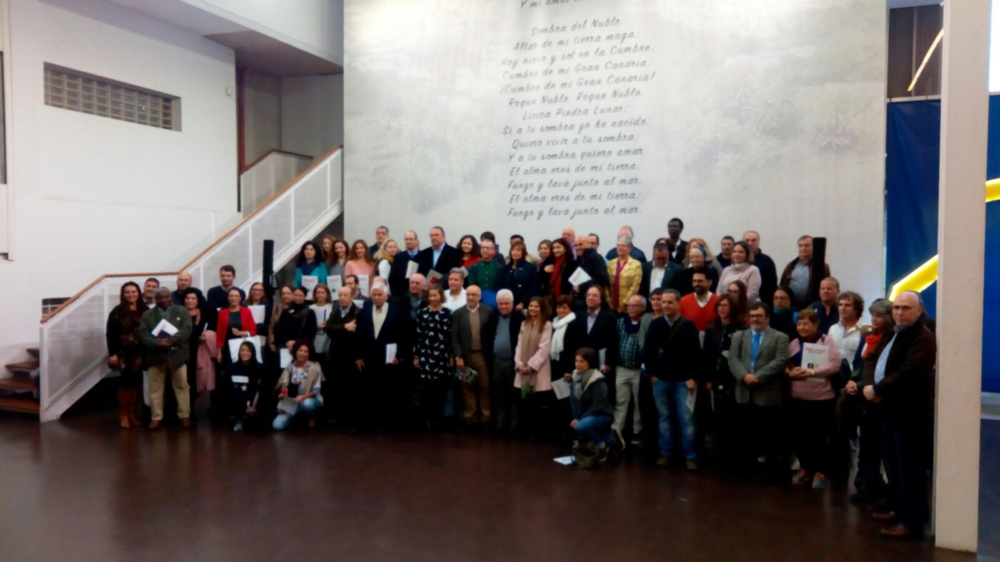 Y mi amor
Sombra del Nublo
Altar de mi tierra maga;
Hay nieve y sol en la Cumbre,
Cumbre de mi Gran Canaria;
¡Cumbre de mi Gran Canaria!
Roque Nublo, Roque Nublo.
Lírica Piedra Lunar;
Si a tu sombra yo he nacido;
Quiero vivir a tu sombra;
Y a tu sombra quiero amar
El alma eres de mi tierra;
Fuego y lava junto al mar.
El alma eres de mi tierra;
Fuego y lava junto al mar.